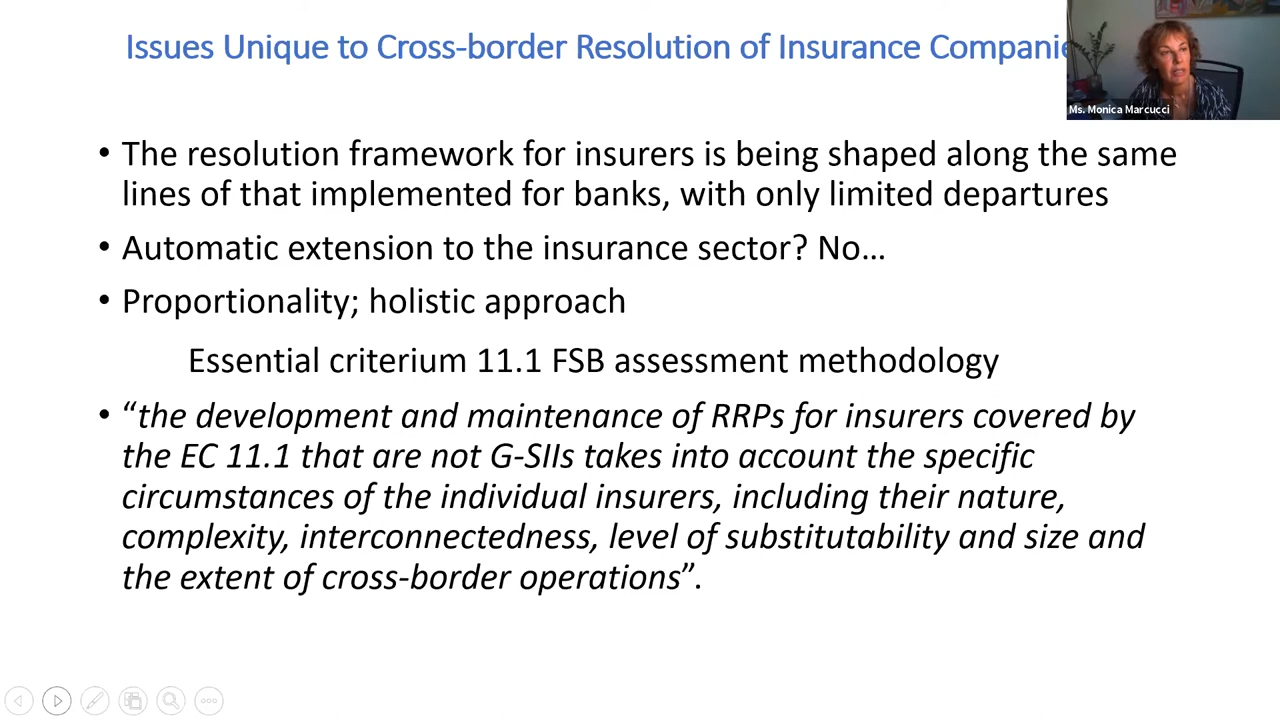 Issues Unique to Cross-border Resolution of Insurance Companie
Ms. Monica Marcucci
• The resolution framework for insurers is being shaped along the same
lines of that implemented for banks, with only limited departures
• Automatic extension to the insurance sector? No…
• Proportionality; holistic approach
Essential criterium 11.1 FSB assessment methodology
• “the development and maintenance of RRPs for insurers covered by
the EC 11.1 that are not G-SIIs takes into account the specific
circumstances of the individual insurers, including their nature,
complexity, interconnectedness, level of substitutability and size and
the extent of cross-border operations”.